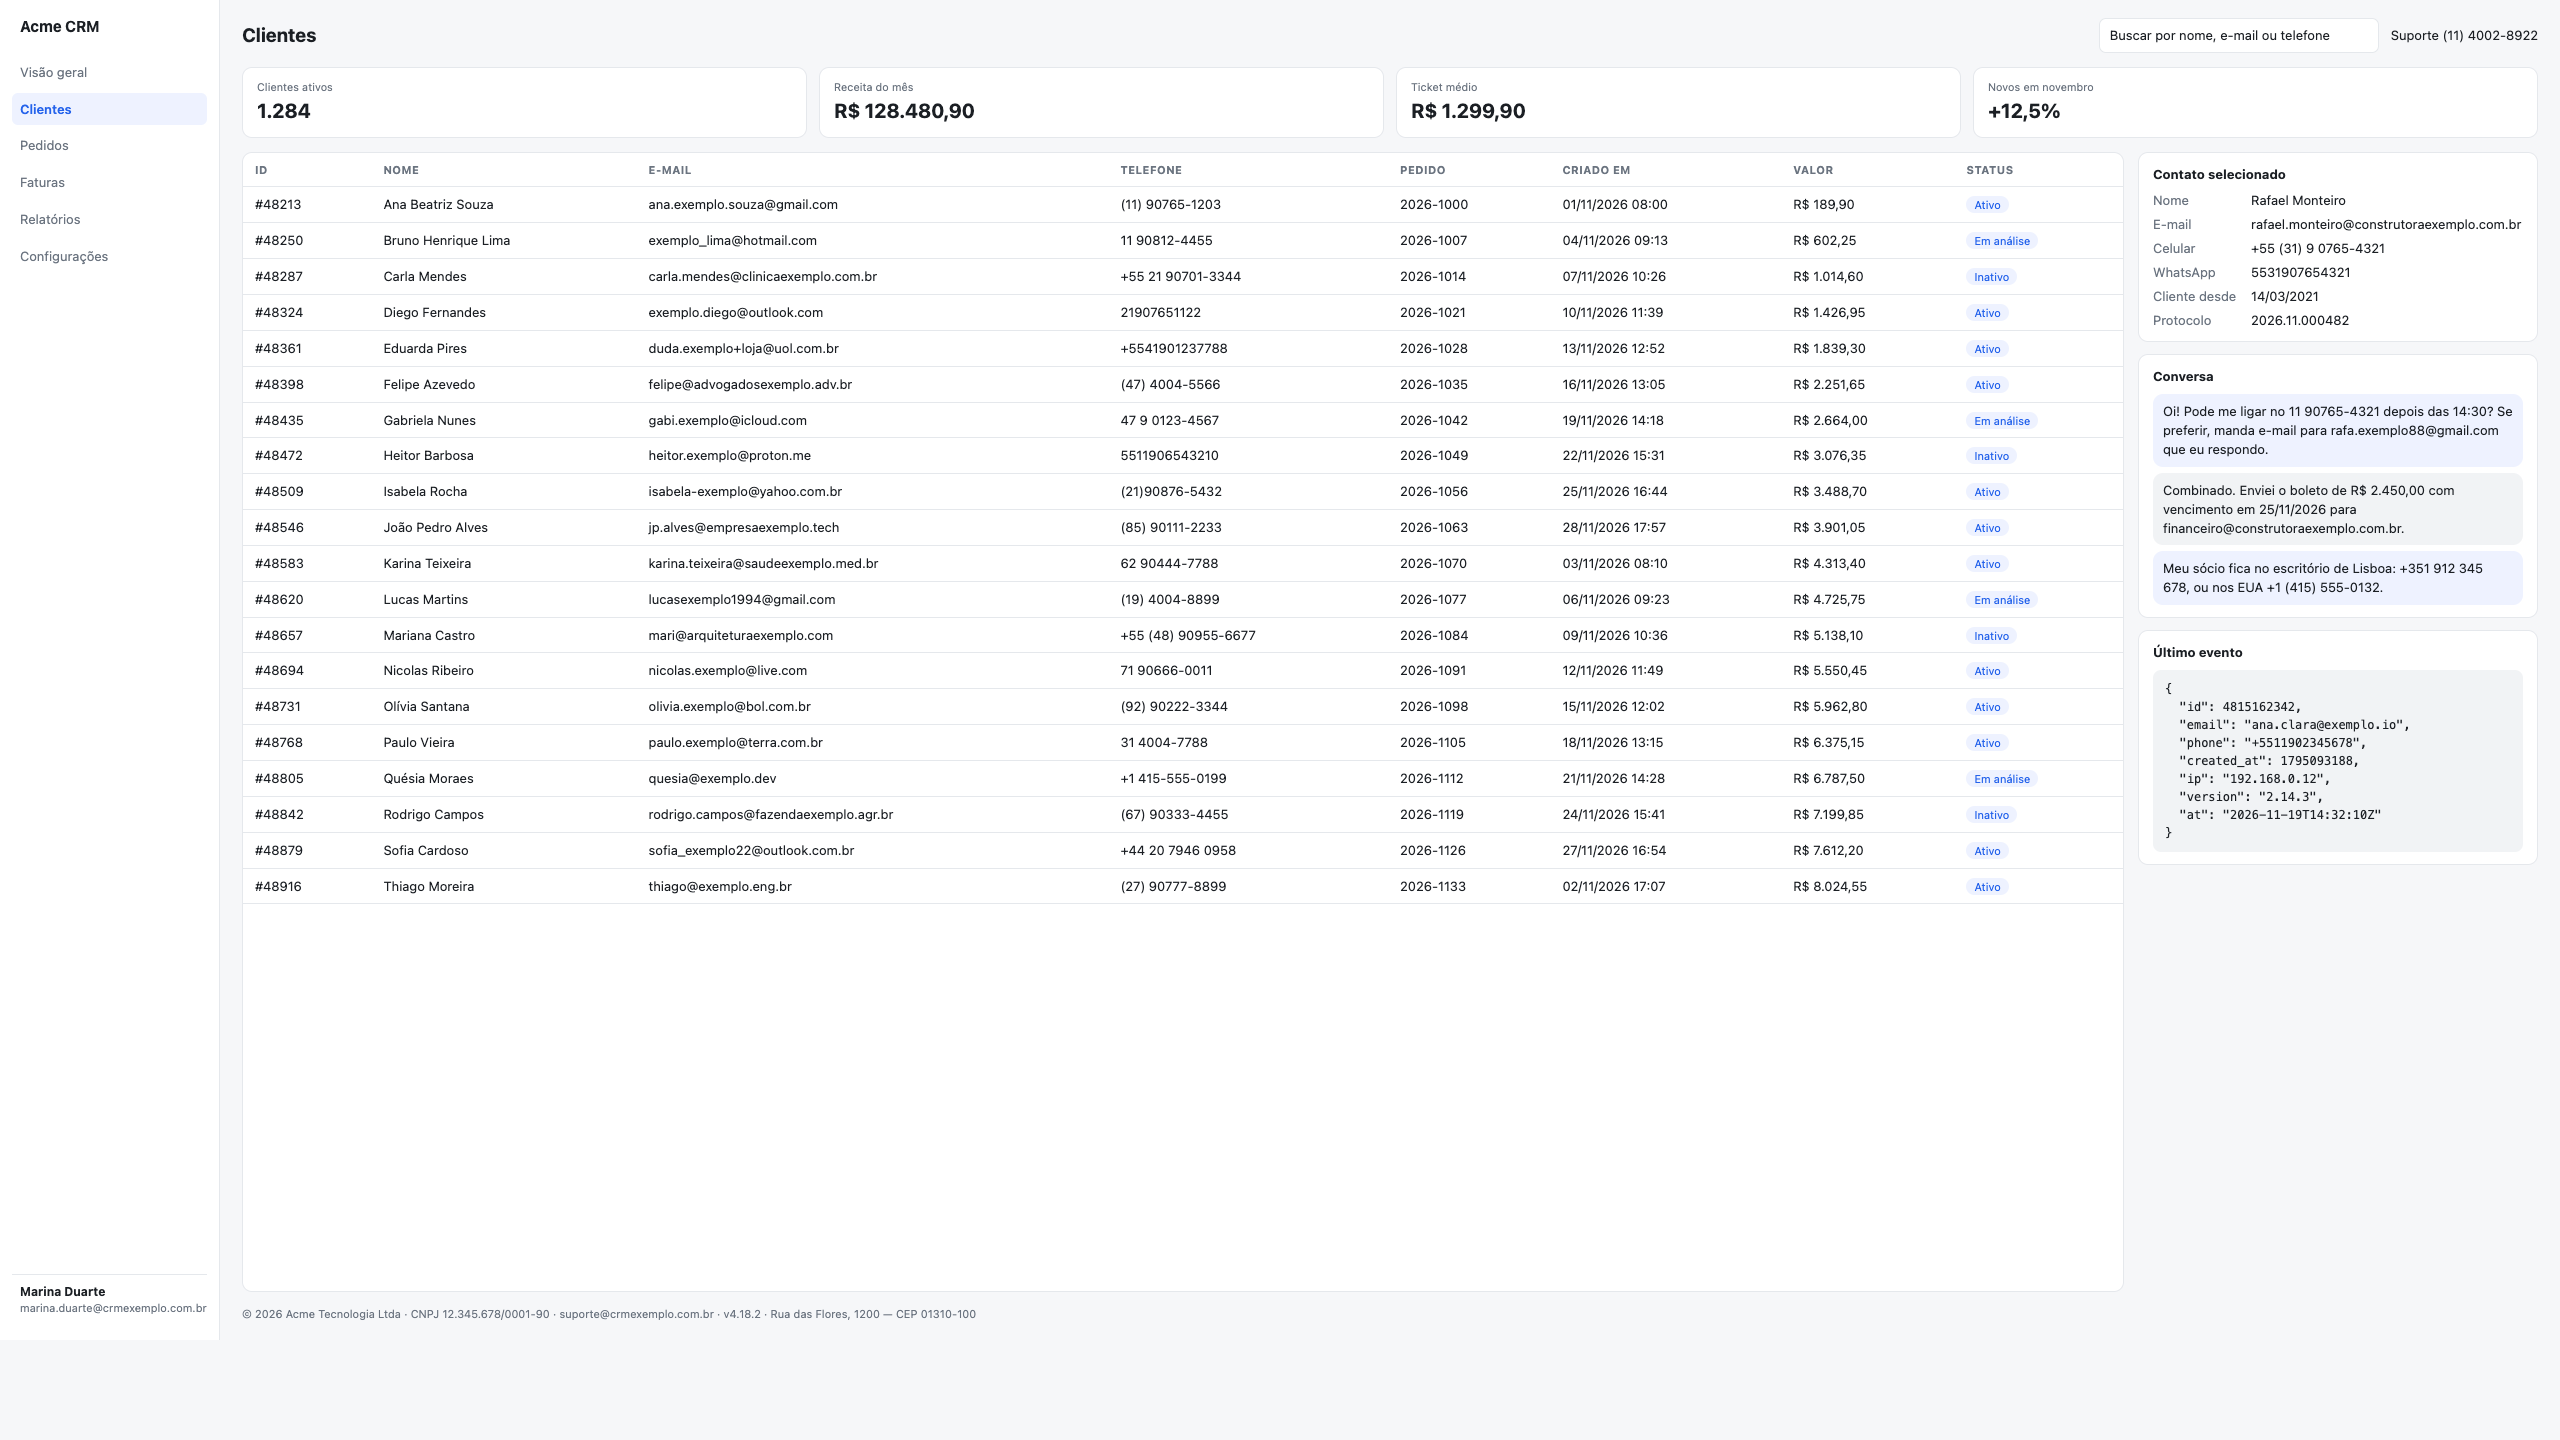 Acme CRM
Visão geral
Clientes
Pedidos
Faturas
Relatórios
Configurações
Marina Duarte
marina.duarte@crmexemplo.com.br
Clientes
Buscar por nome, e-mail ou telefone
Suporte (11) 4002-8922
Clientes ativos
1.284
Receita do mês
R$ 128.480,90
Ticket médio
R$ 1.299,90
Novos em novembro
+12,5%
ID NOME E-MAIL TELEFONE PEDIDO CRIADO EM VALOR STATUS
#48213 Ana Beatriz Souza ana.exemplo.souza@gmail.com (11) 90765-1203 2026-1000 01/11/2026 08:00 R$ 189,90 Ativo
#48250 Bruno Henrique Lima exemplo_lima@hotmail.com 11 90812-4455 2026-1007 04/11/2026 09:13 R$ 602,25 Em análise
#48287 Carla Mendes carla.mendes@clinicaexemplo.com.br +55 21 90701-3344 2026-1014 07/11/2026 10:26 R$ 1.014,60 Inativo
#48324 Diego Fernandes exemplo.diego@outlook.com 21907651122 2026-1021 10/11/2026 11:39 R$ 1.426,95 Ativo
#48361 Eduarda Pires duda.exemplo+loja@uol.com.br +5541901237788 2026-1028 13/11/2026 12:52 R$ 1.839,30 Ativo
#48398 Felipe Azevedo felipe@advogadosexemplo.adv.br (47) 4004-5566 2026-1035 16/11/2026 13:05 R$ 2.251,65 Ativo
#48435 Gabriela Nunes gabi.exemplo@icloud.com 47 9 0123-4567 2026-1042 19/11/2026 14:18 R$ 2.664,00 Em análise
#48472 Heitor Barbosa heitor.exemplo@proton.me 5511906543210 2026-1049 22/11/2026 15:31 R$ 3.076,35 Inativo
#48509 Isabela Rocha isabela-exemplo@yahoo.com.br (21)90876-5432 2026-1056 25/11/2026 16:44 R$ 3.488,70 Ativo
#48546 João Pedro Alves jp.alves@empresaexemplo.tech (85) 90111-2233 2026-1063 28/11/2026 17:57 R$ 3.901,05 Ativo
#48583 Karina Teixeira karina.teixeira@saudeexemplo.med.br 62 90444-7788 2026-1070 03/11/2026 08:10 R$ 4.313,40 Ativo
#48620 Lucas Martins lucasexemplo1994@gmail.com (19) 4004-8899 2026-1077 06/11/2026 09:23 R$ 4.725,75 Em análise
#48657 Mariana Castro mari@arquiteturaexemplo.com +55 (48) 90955-6677 2026-1084 09/11/2026 10:36 R$ 5.138,10 Inativo
#48694 Nicolas Ribeiro nicolas.exemplo@live.com 71 90666-0011 2026-1091 12/11/2026 11:49 R$ 5.550,45 Ativo
#48731 Olívia Santana olivia.exemplo@bol.com.br (92) 90222-3344 2026-1098 15/11/2026 12:02 R$ 5.962,80 Ativo
#48768 Paulo Vieira paulo.exemplo@terra.com.br 31 4004-7788 2026-1105 18/11/2026 13:15 R$ 6.375,15 Ativo
#48805 Quésia Moraes quesia@exemplo.dev +1 415-555-0199 2026-1112 21/11/2026 14:28 R$ 6.787,50 Em análise
#48842 Rodrigo Campos rodrigo.campos@fazendaexemplo.agr.br (67) 90333-4455 2026-1119 24/11/2026 15:41 R$ 7.199,85 Inativo
#48879 Sofia Cardoso sofia_exemplo22@outlook.com.br +44 20 7946 0958 2026-1126 27/11/2026 16:54 R$ 7.612,20 Ativo
#48916 Thiago Moreira thiago@exemplo.eng.br (27) 90777-8899 2026-1133 02/11/2026 17:07 R$ 8.024,55 Ativo
Contato selecionado
Nome Rafael Monteiro
E-mail rafael.monteiro@construtoraexemplo.com.br
Celular +55 (31) 9 0765-4321
WhatsApp 5531907654321
Cliente desde 14/03/2021
Protocolo 2026.11.000482
Conversa
Oi! Pode me ligar no 11 90765-4321 depois das 14:30? Se
preferir, manda e-mail para rafa.exemplo88@gmail.com
que eu respondo.
Combinado. Enviei o boleto de R$ 2.450,00 com
vencimento em 25/11/2026 para
financeiro@construtoraexemplo.com.br.
Meu sócio fica no escritório de Lisboa: +351 912 345
678, ou nos EUA +1 (415) 555-0132.
Último evento
{
"id": 4815162342,
"email": "ana.clara@exemplo.io",
"phone": "+5511902345678",
"created_at": 1795093188,
"ip": "192.168.0.12",
"version": "2.14.3",
"at": "2026-11-19T14:32:10Z"
}
© 2026 Acme Tecnologia Ltda · CNPJ 12.345.678/0001-90 · suporte@crmexemplo.com.br · v4.18.2 · Rua das Flores, 1200 — CEP 01310-100